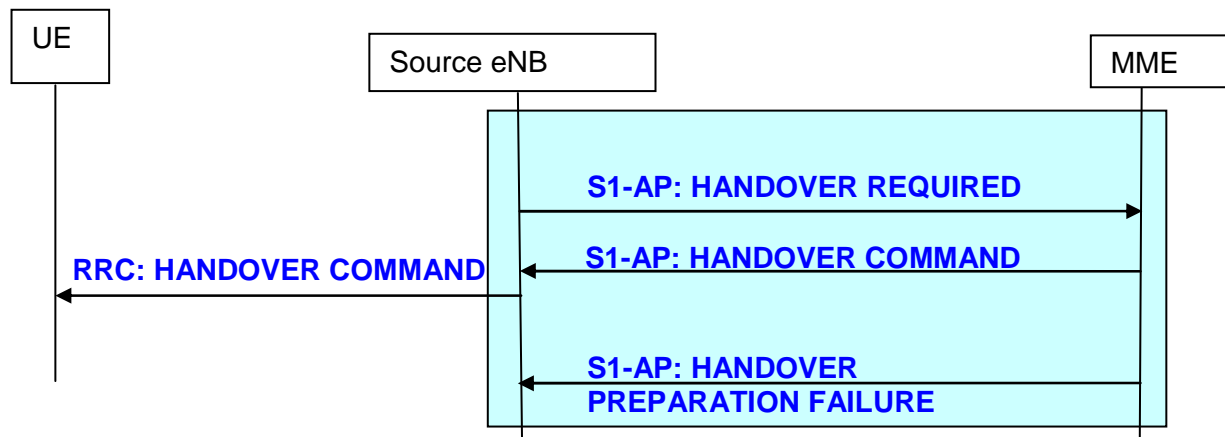 UE
Source eNB
MME
S1-AP: HANDOVER REQUIRED
S1-AP: HANDOVER COMMAND
RRC: HANDOVER COMMAND
S1-AP: HANDOVER
PREPARATION FAILURE